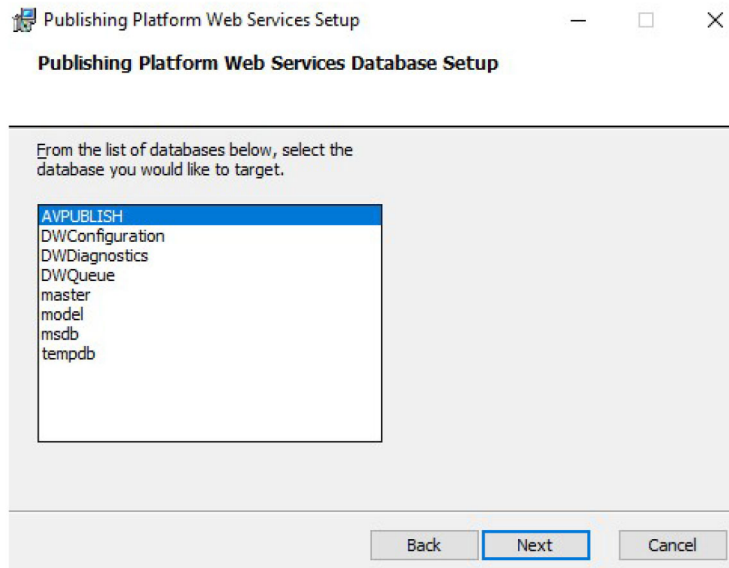 Publishing Platform Web Services Setup
Publishing Platform Web Services Database Setup
From the list of databases below, select the
database you would like to target.
AVPUBLISH
DWConfiguration
DWDiagnostics
DWQueue
master
model
msdb
tempdb
Back Next Cancel